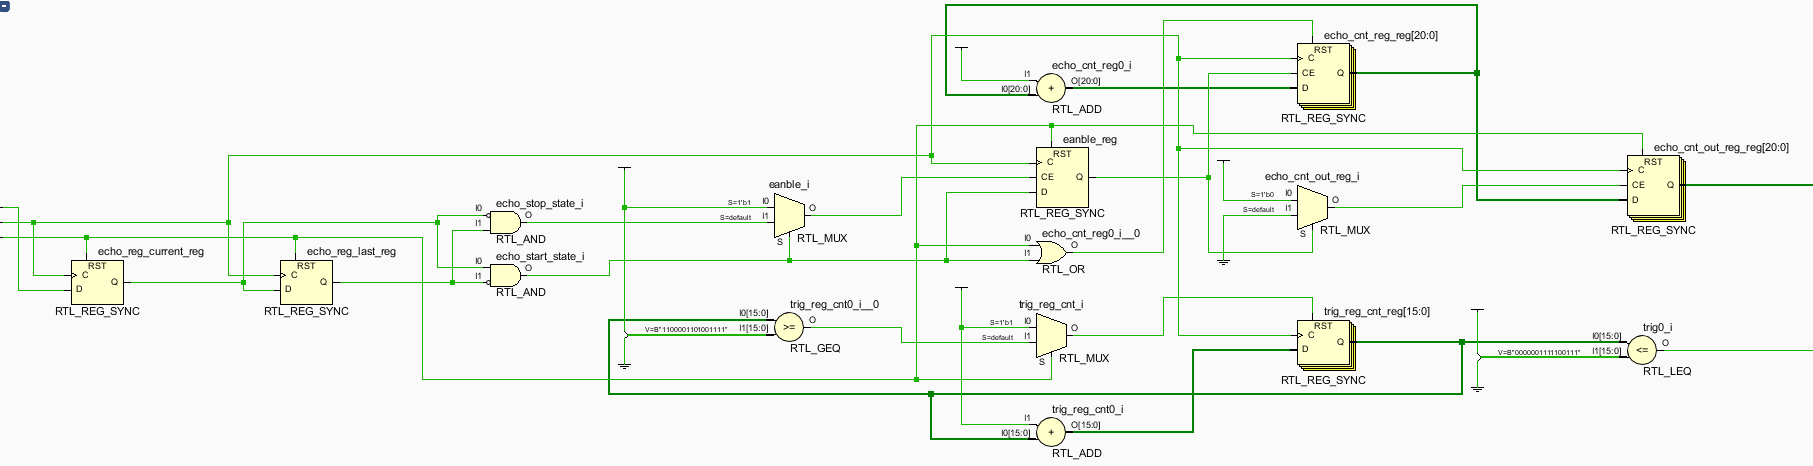 echo_reg_current_reg
RST
C
D
Q
RTL_REG_SYNC
echo_reg_last_reg
RST
C
D
Q
RTL_REG_SYNC
echo_stop_state_i
I0
I1
O
RTL_AND
echo_start_state_i
I0
I1
O
RTL_AND
eanble_i
S=1'b1
I0
S=default
I1
O
S
RTL_MUX
trig_reg_cnt0_i__0
I0[15:0]
V=B"1100001101001111"
I1[15:0]
O
RTL_GEQ
echo_cnt_reg0_i
I1
I0[20:0]
+
O[20:0]
RTL_ADD
eanble_reg
RST
C
CE
D
Q
RTL_REG_SYNC
echo_cnt_reg0_i__0
I0
I1
O
RTL_OR
trig_reg_cnt_i
S=1'b1
I0
S=default
I1
O
S
RTL_MUX
trig_reg_cnt0_i
I1
I0[15:0]
+
O[15:0]
RTL_ADD
echo_cnt_reg_reg[20:0]
RST
C
CE
D
Q
RTL_REG_SYNC
echo_cnt_out_reg_i
S=1'b0
I0
S=default
I1
O
S
RTL_MUX
trig_reg_cnt_reg[15:0]
RST
C
D
Q
RTL_REG_SYNC
echo_cnt_out_reg_reg[20:0]
RST
C
CE
D
Q
RTL_REG_SYNC
trig0_i
I0[15:0]
V=B"0000001111100111"
I1[15:0]
<=
O
RTL_LEQ
>=